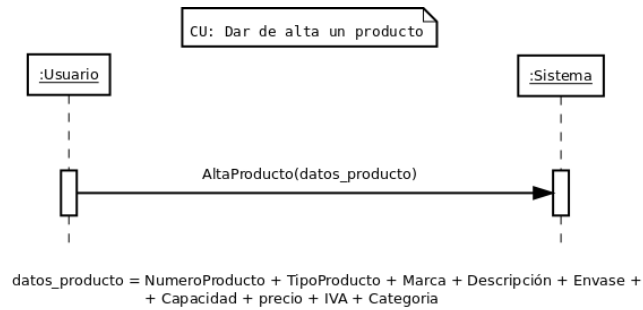 CU: Dar de alta un producto
:Usuario
:Sistema
AltaProducto(datos_producto)
datos_producto = NumeroProducto + TipoProducto + Marca + Descripción + Envase +
+ Capacidad + precio + IVA + Categoria